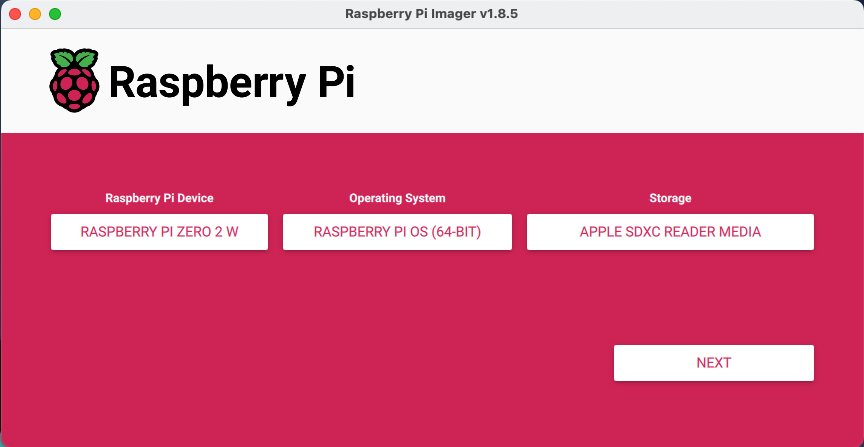 Raspberry Pi Imager v1.8.5
Raspberry Pi
Raspberry Pi Device
Operating System
Storage
RASPBERRY PI ZERO 2 W
RASPBERRY PI OS (64-BIT)
APPLE SDXC READER MEDIA
NEXT